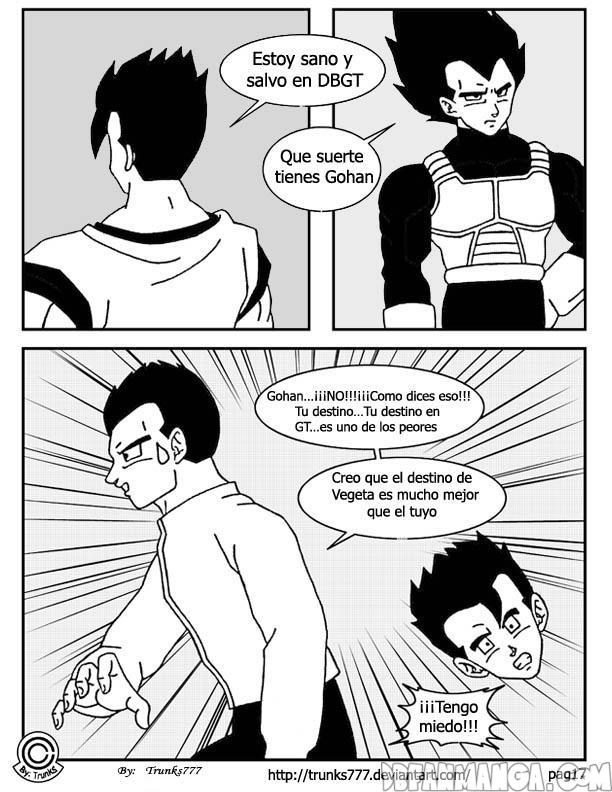 Estoy sano y
salvo en DBGT
Que suerte
tienes Gohan
Gohan...¡¡¡NO!!!¡¡¡Como dices eso!!!
Tu destino...Tu destino en
GT...es uno de los peores
Creo que el destino de
Vegeta es mucho mejor
que el tuyo
¡¡¡Tengo
miedo!!!
By: Trunks
By: Trunks777
http://trunks777.deviantart.com/
pag17
DBFANMANGA.COM